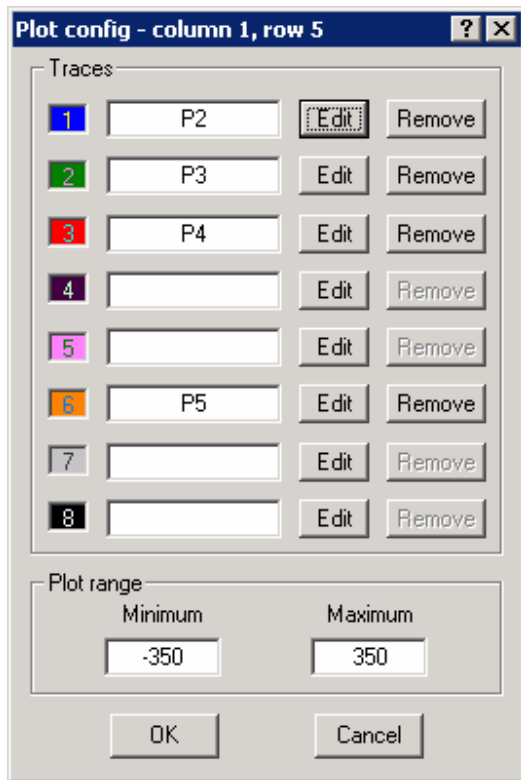 Plot config - column 1, row 5 ? X
Traces
1 P2 Edit Remove
2 P3 Edit Remove
3 P4 Edit Remove
4 Edit Remove
5 Edit Remove
6 P5 Edit Remove
7 Edit Remove
8 Edit Remove
Plot range
Minimum Maximum
-350 350
OK Cancel